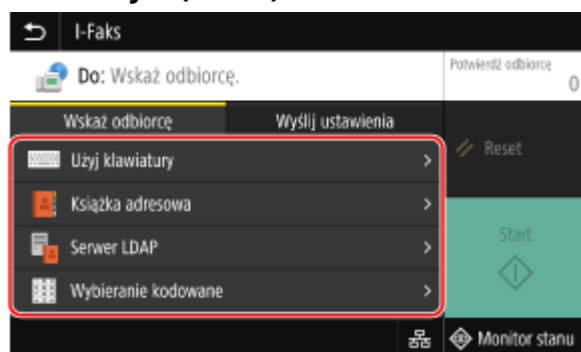 I-Faks
Do: Wskaż odbiorcę.
Potwierdź odbiorcę
0
Wskaż odbiorcę
Wyślij ustawienia
Reset
Użyj klawiatury
Książka adresowa
Serwer LDAP
Wybieranie kodowane
Start
Monitor stanu